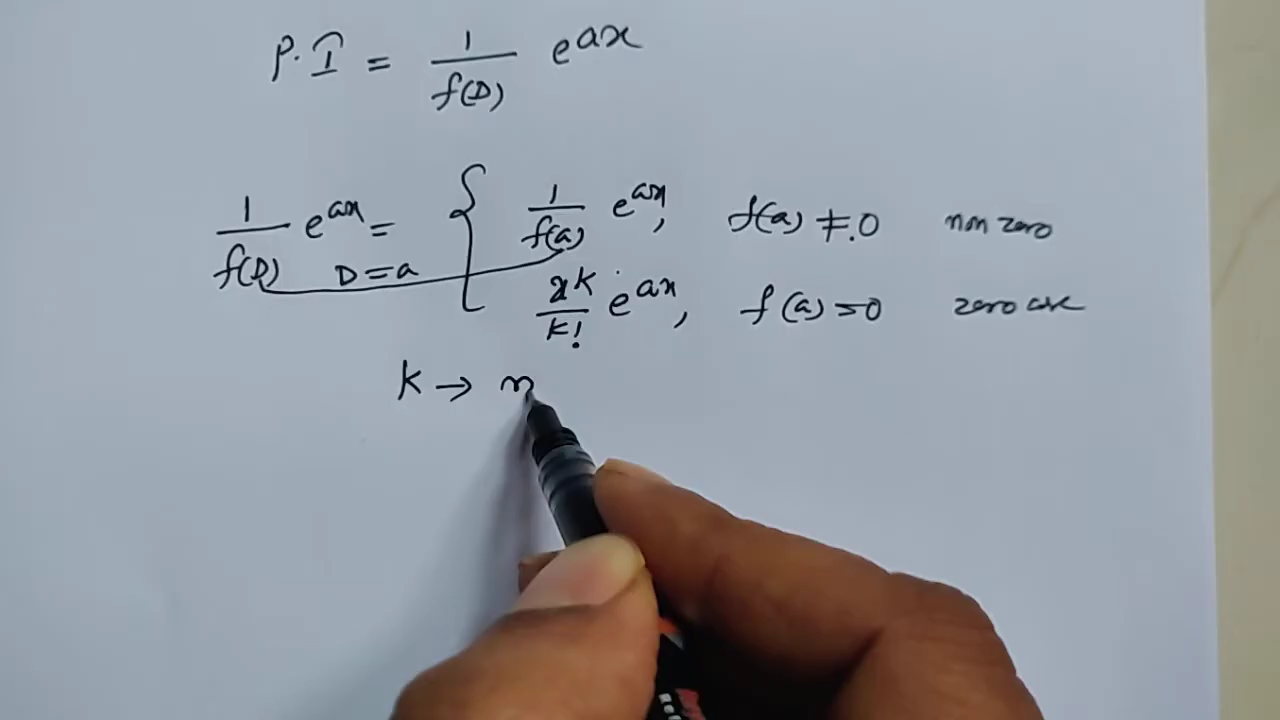 P.I = 1/f(D) e^{ax}
1/f(D) e^{ax} = { 1/f(a) e^{ax}, f(a) ≠ 0 non zero
D = a
x^k/k! e^{ax}, f(a) = 0 zero case
k → n